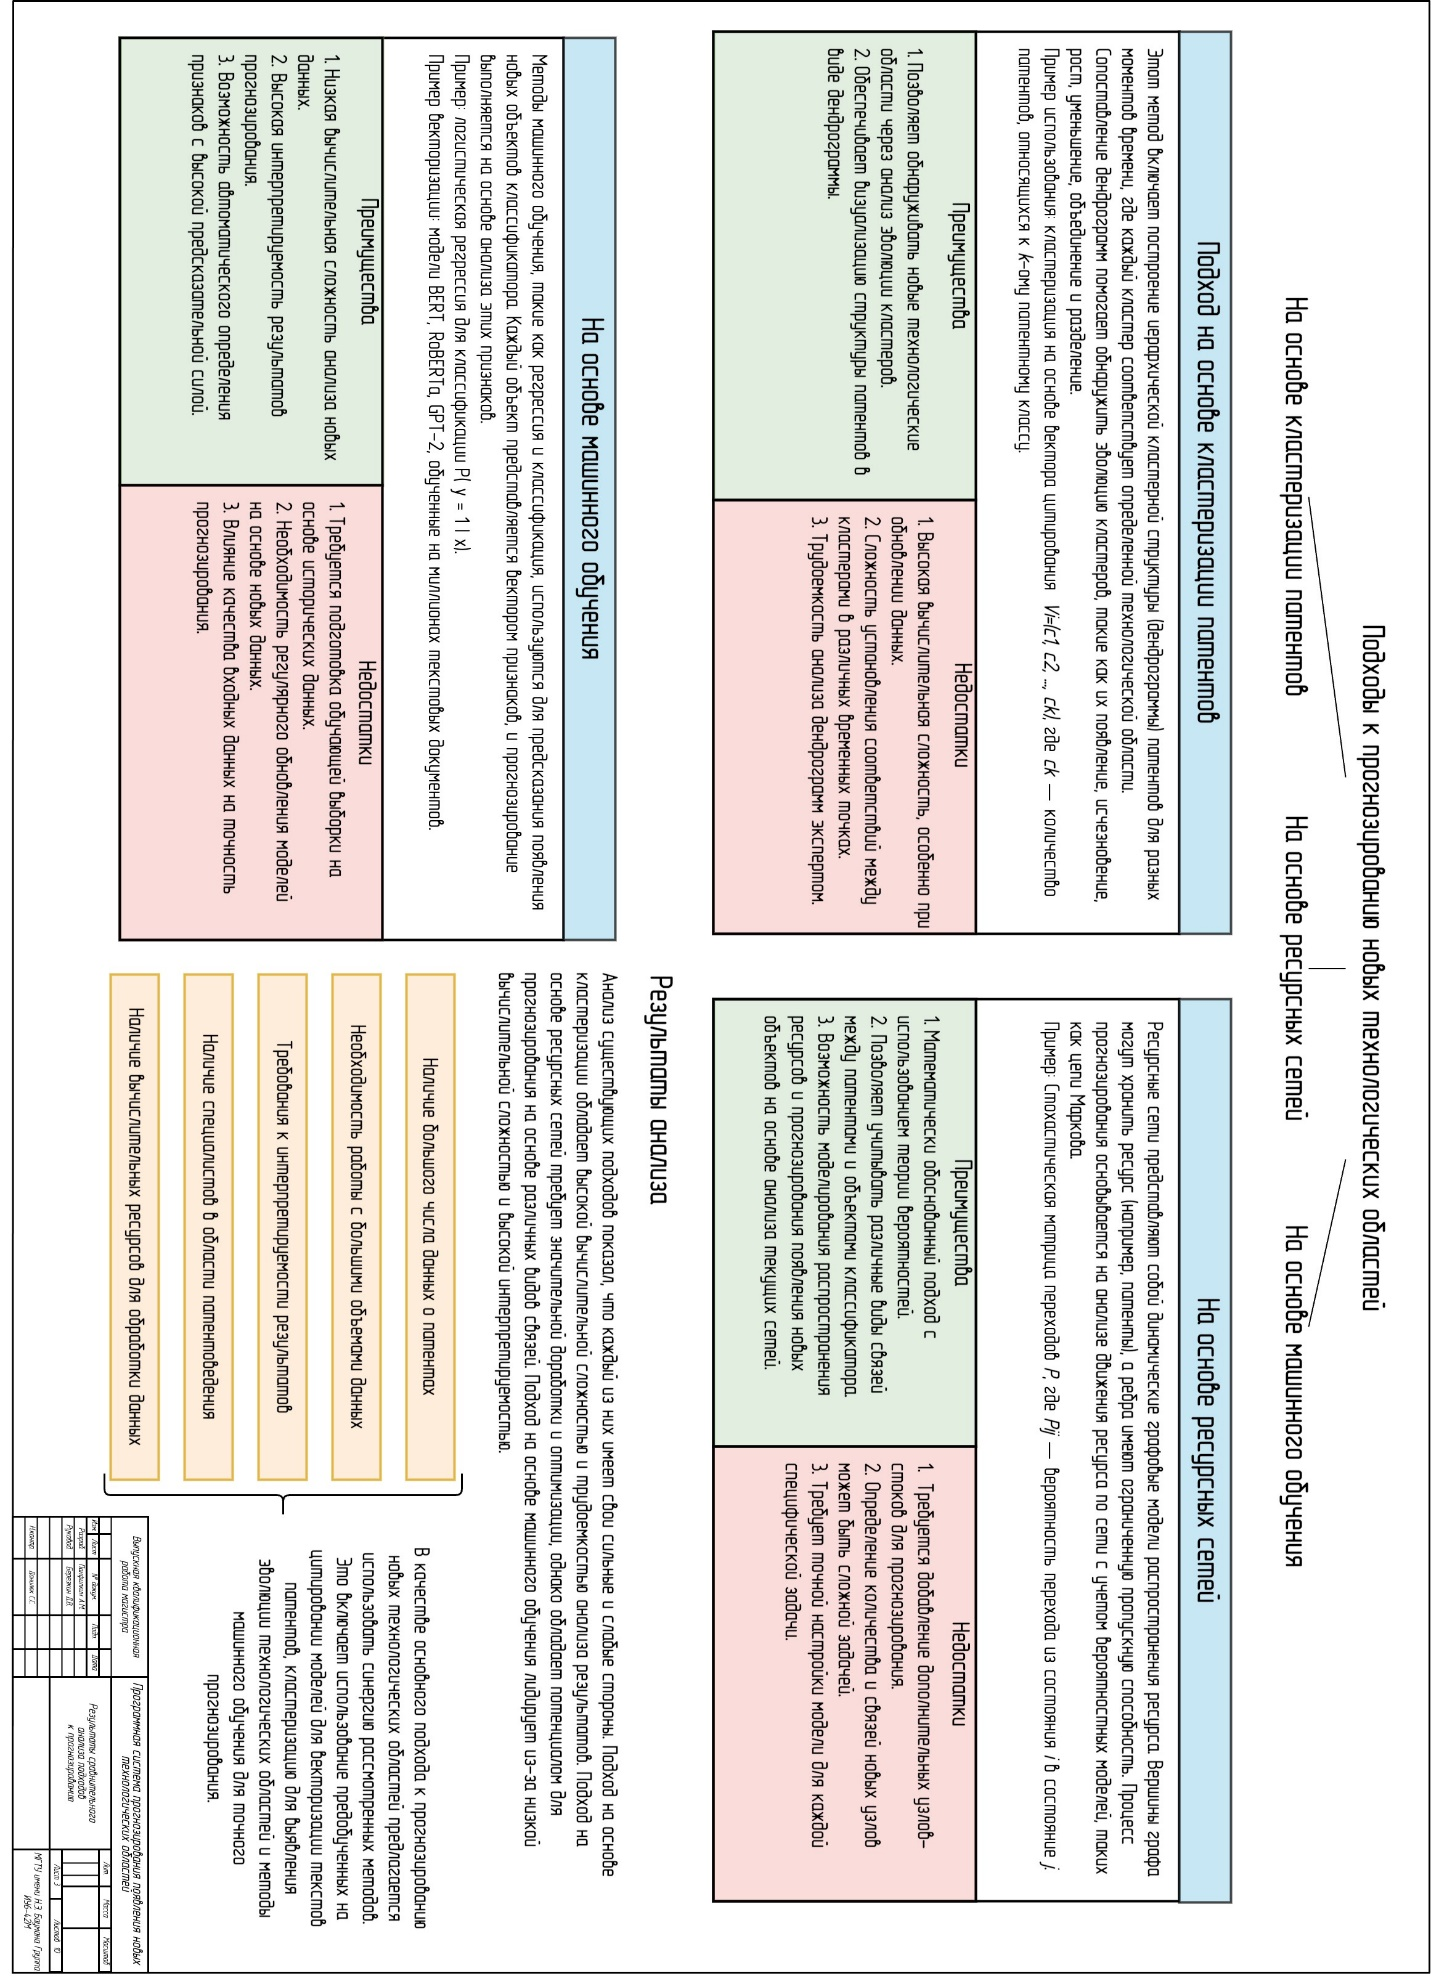 Подходы к прогнозированию новых технологических областей
На основе кластеризации патентов
На основе ресурсных сетей
На основе машинного обучения
Подход на основе кластеризации патентов
Этот метод включает построение иерархической кластерной структуры (дендрограммы) патентов для разных
моментов времени, где каждый кластер соответствует определенной технологической области.
Сопоставление дендрограмм помогает обнаружить эволюцию кластеров, такие как их появление, исчезновение,
рост, уменьшение, объединение и разделение.
Пример использования: кластеризация на основе вектора цитирования Vi=(c1, c2 ..., ck), где ck — количество
патентов, относящихся к k-ому патентному классу.
Преимущества
1. Позволяет обнаруживать новые технологические
области через анализ эволюции кластеров.
2. Обеспечивает визуализацию структуры патентов в
виде дендрограммы.
Недостатки
1. Высокая вычислительная сложность, особенно при
обновлении данных.
2. Сложность установления соответствий между
кластерами в различных временных точках.
3. Трудоемкость анализа дендрограмм экспертом.
На основе ресурсных сетей
Ресурсные сети представляют собой динамические графовые модели распространения ресурса. Вершины графа
могут хранить ресурс (например, патенты), а ребра имеют ограниченную пропускную способность. Процесс
прогнозирования основывается на анализе движения ресурса по сети с учетом вероятностных моделей, таких
как цепи Маркова.
Пример: Стохастическая матрица переходов P, где Pij — вероятность перехода из состояния i в состояние j.
Преимущества
1. Математически обоснованный подход с
использованием теории вероятностей.
2. Позволяет учитывать различные виды связей
между патентами и объектами классификатора.
3. Возможность моделирования распространения
ресурсов и прогнозирования появления новых
объектов на основе анализа текущих сетей.
Недостатки
1. Требуется добавление дополнительных узлов-
стоков для прогнозирования.
2. Определение количества и связей новых узлов
может быть сложной задачей.
3. Требует точной настройки модели для каждой
специфической задачи.
На основе машинного обучения
Методы машинного обучения, такие как регрессия и классификация, используются для предсказания появления
новых объектов классификатора. Каждый объект представляется вектором признаков, и прогнозирование
выполняется на основе анализа этих признаков.
Пример: логистическая регрессия для классификации P( y = 1 | x).
Пример векторизации: модели BERT, RoBERTa, GPT-2, обученные на миллионах текстовых документов.
Преимущества
1. Низкая вычислительная сложность анализа новых
данных.
2. Высокая интерпретируемость результатов
прогнозирования.
3. Возможность автоматического определения
признаков с высокой предсказательной силой.
Недостатки
1. Требуется подготовка обучающей выборки на
основе исторических данных.
2. Необходимость регулярного обновления моделей
на основе новых данных.
3. Влияние качества входных данных на точность
прогнозирования.
Результаты анализа
Анализ существующих подходов показал, что каждый из них имеет свои сильные и слабые стороны. Подход на основе
кластеризации обладает высокой вычислительной сложностью и трудоемкостью анализа результатов. Подход на
основе ресурсных сетей требует значительной доработки и оптимизации, однако обладает потенциалом для
прогнозирования на основе различных видов связей. Подход на основе машинного обучения лидирует из-за низкой
вычислительной сложностью и высокой интерпретируемостью.
Наличие большого числа данных о патентах
Необходимость работы с большими объемами данных
Требования к интерпретируемости результатов
Наличие специалистов в области патентоведения
Наличие вычислительных ресурсов для обработки данных
В качестве основного подхода к прогнозированию
новых технологических областей предлагается
использовать синергию рассмотренных методов.
Это включает использование предобученных на
цитировании моделей для векторизации текстов
патентов, кластеризацию для выявления
эволюции технологических областей и методы
машинного обучения для точного
прогнозирования.
Выпускная квалификационная
работа магистра
Программная система прогнозирования появления новых
технологических областей
Изм Лист № докум. Подп Дата
Разраб
Руковод Березкин Д.В.
Н.контр
Результаты сравнительного
анализа подходов
к прогнозированию
Лит Масса Масштаб
Лист 3 Листов 10
МГТУ имени Н.Э. Баумана Группа
ИУ6-42М